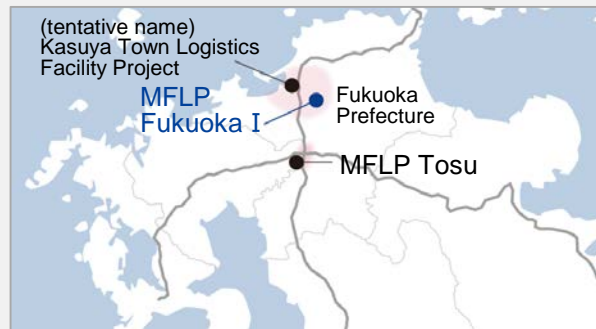 (tentative name)
Kasuya Town Logistics
Facility Project
MFLP
Fukuoka I
Fukuoka
Prefecture
MFLP Tosu